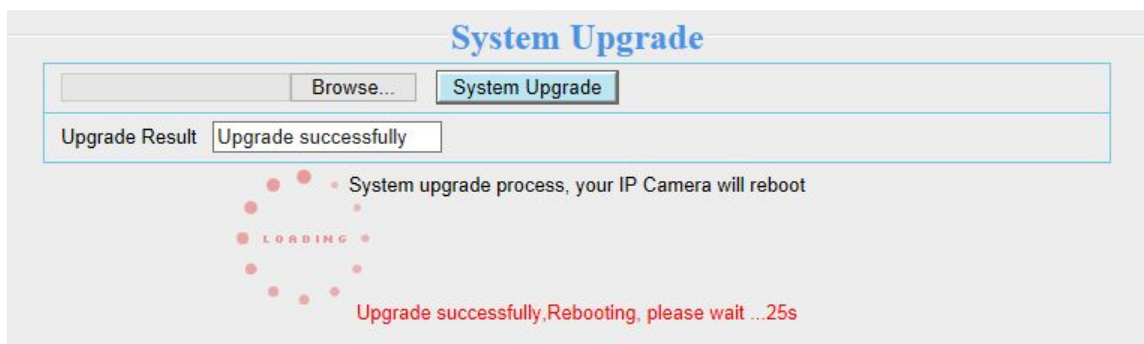 System Upgrade
Browse... System Upgrade
Upgrade Result Upgrade successfully
System upgrade process, your IP Camera will reboot
LOADING
Upgrade successfully,Rebooting, please wait ...25s